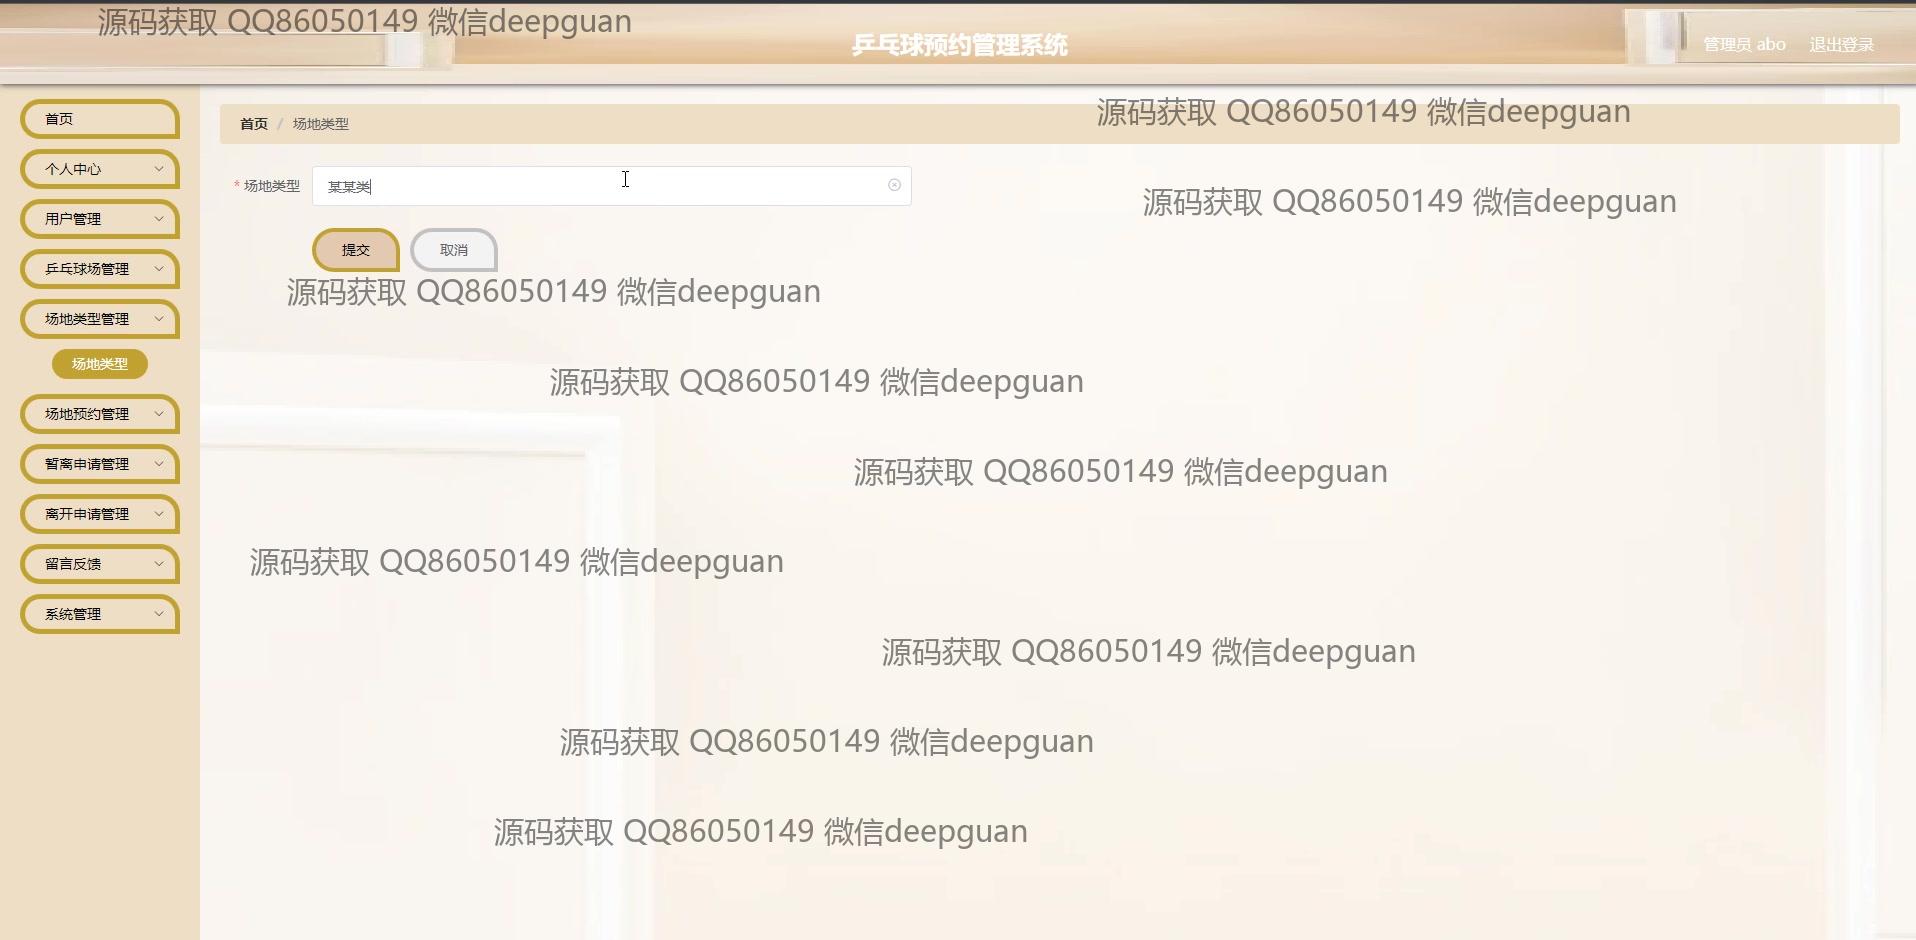 源码获取 QQ86050149 微信deepguan
乒乓球预约管理系统
管理员 abo
退出登录
首页
个人中心
用户管理
乒乓球场管理
场地类型管理
场地类型
场地预约管理
暂离申请管理
离开申请管理
留言反馈
系统管理
首页 / 场地类型
源码获取 QQ86050149 微信deepguan
* 场地类型 某某类
源码获取 QQ86050149 微信deepguan
提交 取消
源码获取 QQ86050149 微信deepguan
源码获取 QQ86050149 微信deepguan
源码获取 QQ86050149 微信deepguan
源码获取 QQ86050149 微信deepguan
源码获取 QQ86050149 微信deepguan
源码获取 QQ86050149 微信deepguan
源码获取 QQ86050149 微信deepguan